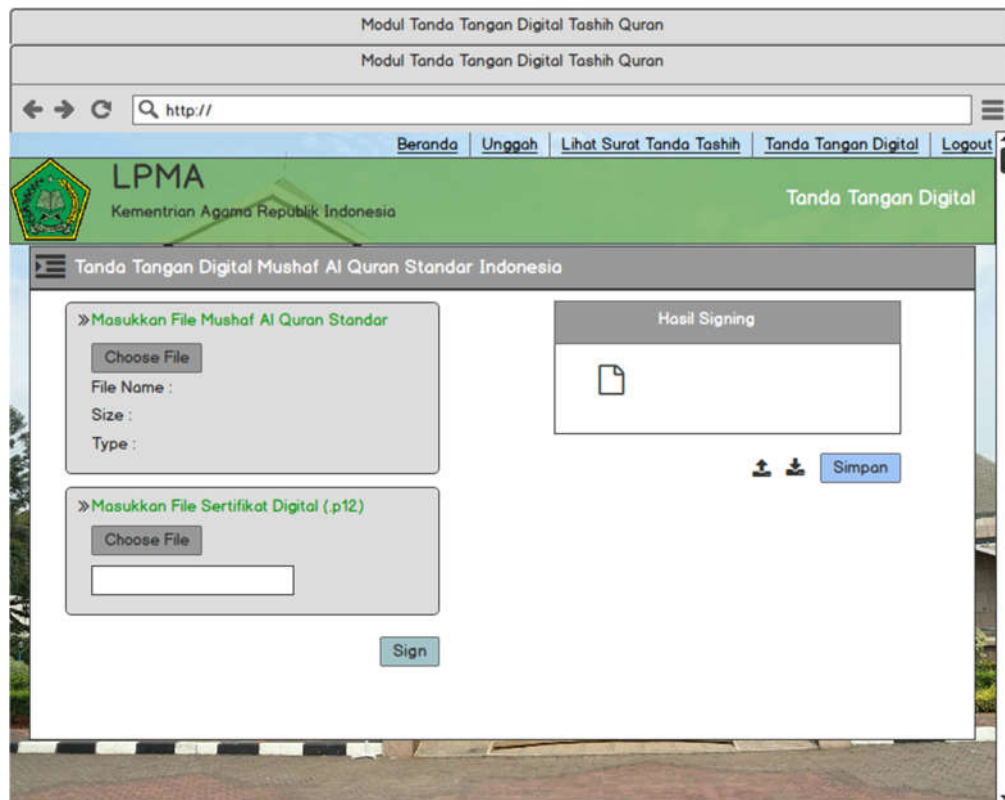 Modul Tanda Tangan Digital Tashih Quran
Modul Tanda Tangan Digital Tashih Quran
http://
Beranda Unggah Lihat Surat Tanda Tashih Tanda Tangan Digital Logout
LPMA
Kementrian Agama Republik Indonesia
Tanda Tangan Digital
Tanda Tangan Digital Mushaf Al Quran Standar Indonesia
»Masukkan File Mushaf Al Quran Standar
Choose File
File Name :
Size :
Type :
»Masukkan File Sertifikat Digital (.p12)
Choose File
Sign
Hasil Signing
Simpan